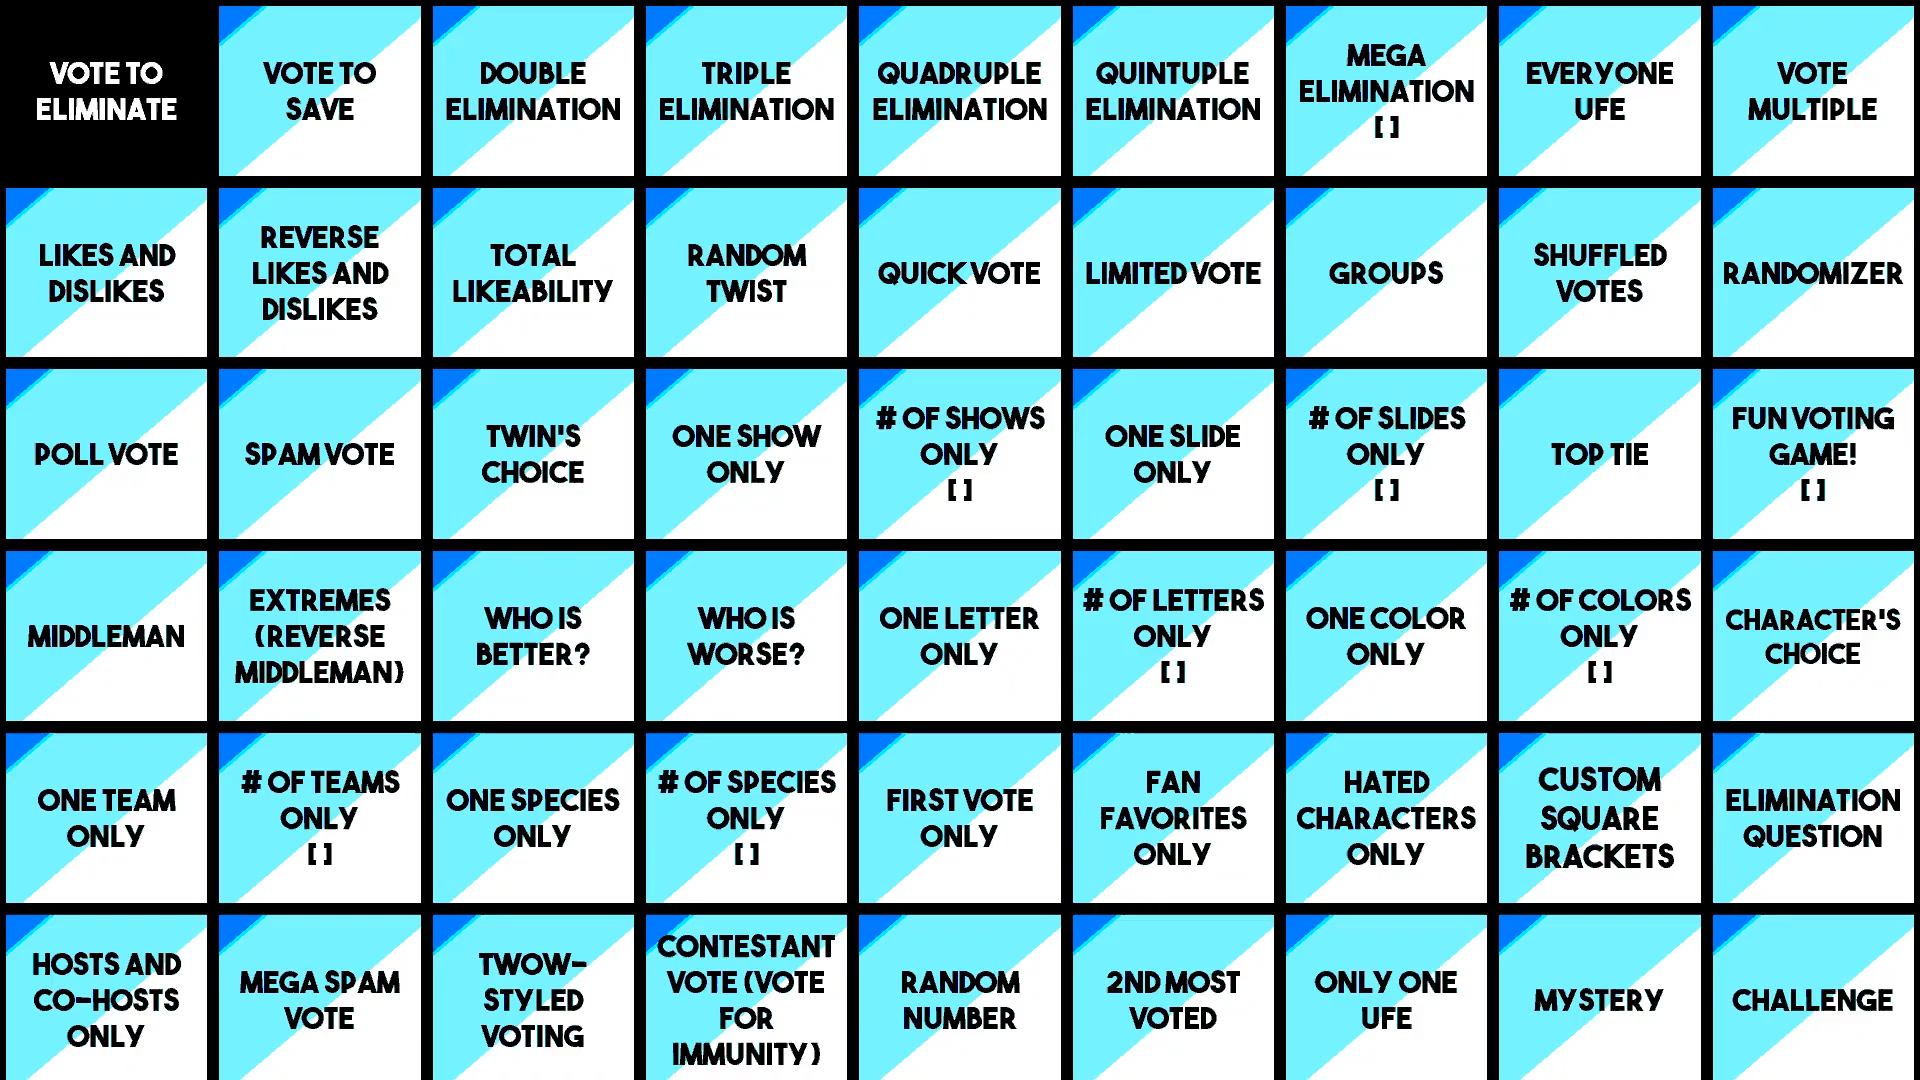 VOTE TO
ELIMINATE
VOTE TO
SAVE
DOUBLE
ELIMINATION
TRIPLE
ELIMINATION
QUADRUPLE
ELIMINATION
QUINTUPLE
ELIMINATION
MEGA
ELIMINATION
[ ]
EVERYONE
UFE
VOTE
MULTIPLE
LIKES AND
DISLIKES
REVERSE
LIKES AND
DISLIKES
TOTAL
LIKEABILITY
RANDOM
TWIST
QUICK VOTE
LIMITED VOTE
GROUPS
SHUFFLED
VOTES
RANDOMIZER
POLL VOTE
SPAM VOTE
TWIN'S
CHOICE
ONE SHOW
ONLY
# OF SHOWS
ONLY
[ ]
ONE SLIDE
ONLY
# OF SLIDES
ONLY
[ ]
TOP TIE
FUN VOTING
GAME!
[ ]
MIDDLEMAN
EXTREMES
(REVERSE
MIDDLEMAN)
WHO IS
BETTER?
WHO IS
WORSE?
ONE LETTER
ONLY
# OF LETTERS
ONLY
[ ]
ONE COLOR
ONLY
# OF COLORS
ONLY
[ ]
CHARACTER'S
CHOICE
ONE TEAM
ONLY
# OF TEAMS
ONLY
[ ]
ONE SPECIES
ONLY
# OF SPECIES
ONLY
[ ]
FIRST VOTE
ONLY
FAN
FAVORITES
ONLY
HATED
CHARACTERS
ONLY
CUSTOM
SQUARE
BRACKETS
ELIMINATION
QUESTION
HOSTS AND
CO-HOSTS
ONLY
MEGA SPAM
VOTE
TWOW-
STYLED
VOTING
CONTESTANT
VOTE (VOTE
FOR
IMMUNITY)
RANDOM
NUMBER
2ND MOST
VOTED
ONLY ONE
UFE
MYSTERY
CHALLENGE